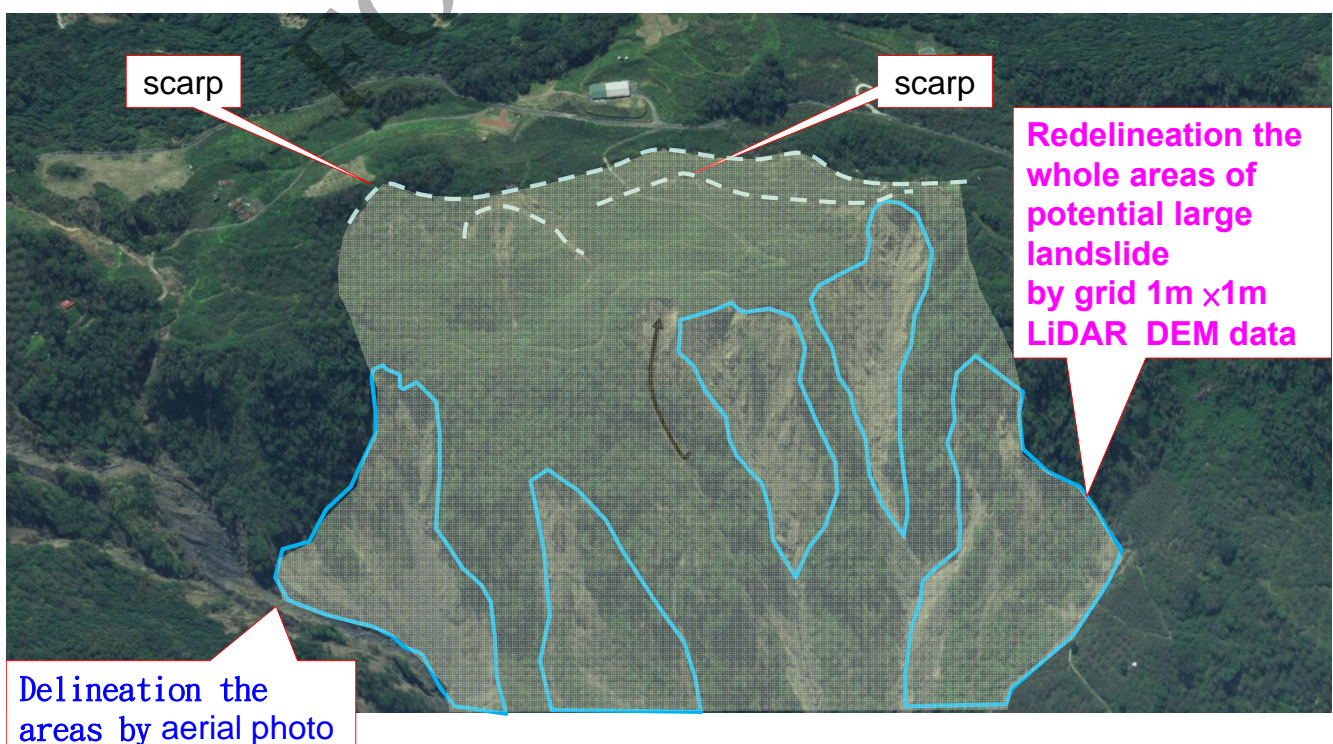 scarp
scarp
Redelineation the
whole areas of
potential large
landslide
by grid 1m ×1m
LiDAR DEM data
Delineation the
areas by aerial photo